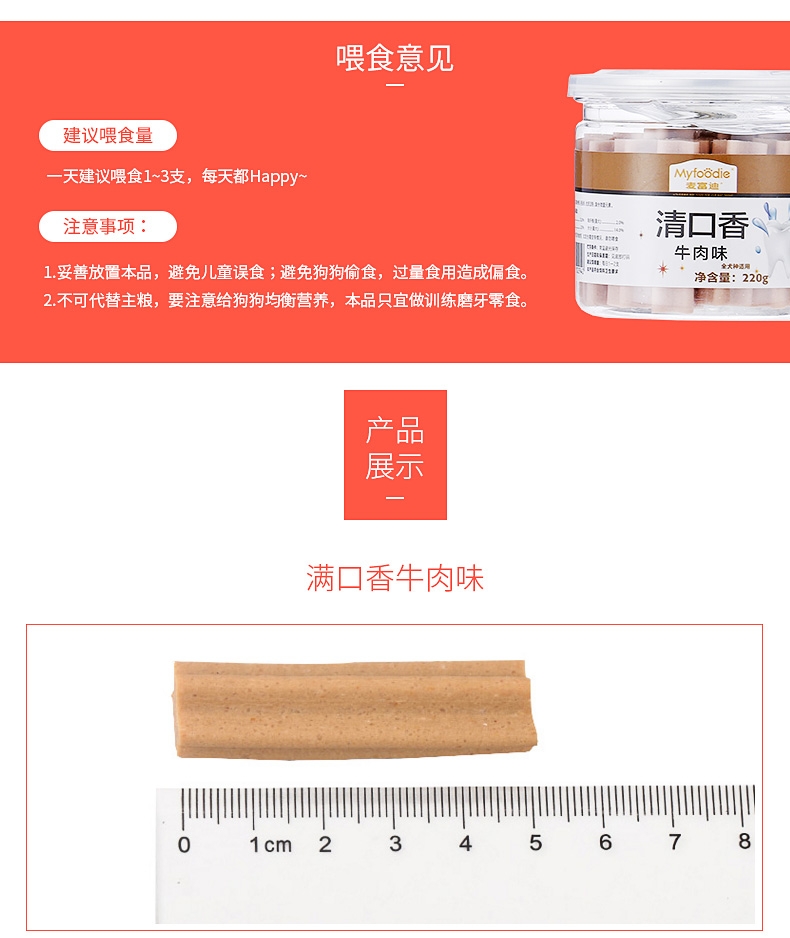 喂食意见
建议喂食量
一天建议喂食1~3支，每天都Happy~
注意事项：
1.妥善放置本品，避免儿童误食；避免狗狗偷食，过量食用造成偏食。
2.不可代替主粮，要注意给狗狗均衡营养，本品只宜做训练磨牙零食。
Myfoodie
麦富迪
清口香
牛肉味
全犬种适用
净含量：220g
产品
展示
满口香牛肉味
0 1cm 2 3 4 5 6 7 8